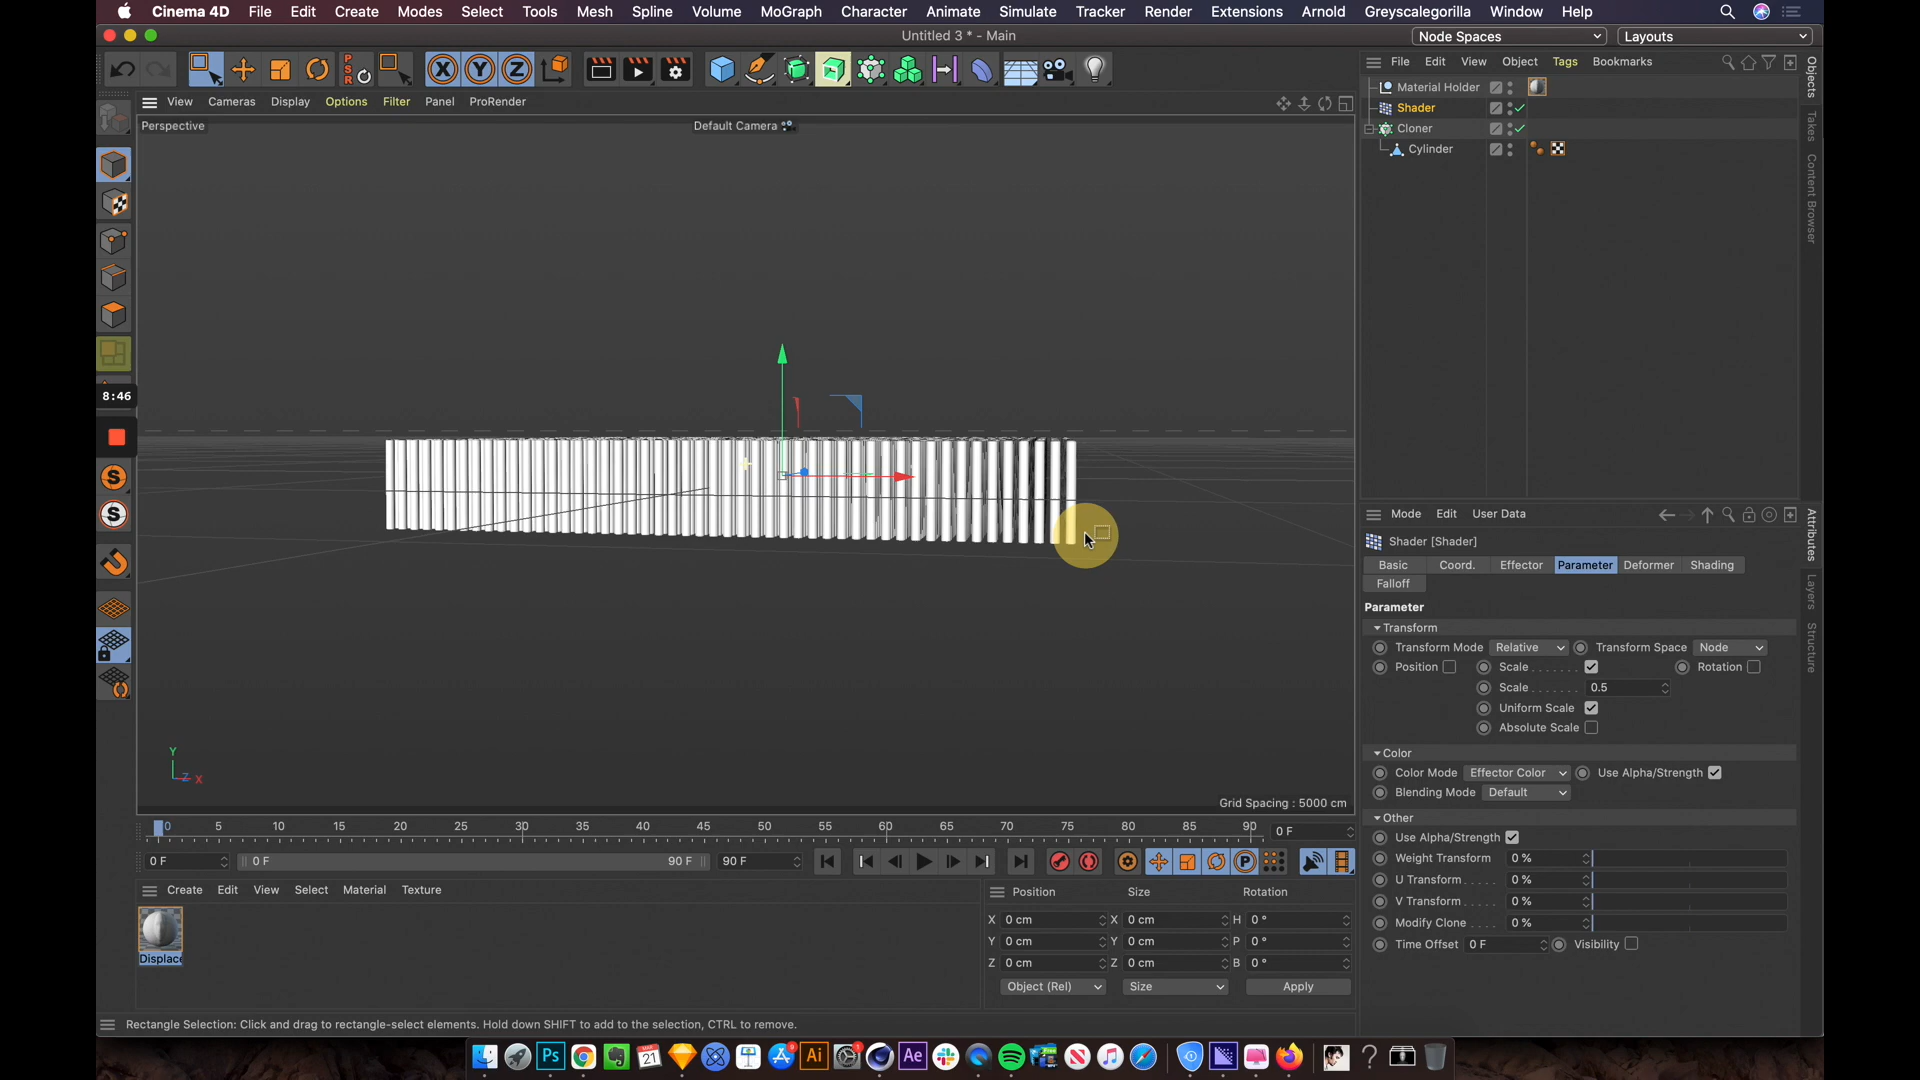 Cinema 4D File Edit Create Modes Select Tools Mesh Spline Volume MoGraph Character Animate Simulate Tracker Render Extensions Arnold Greyscalegorilla Window Help
Untitled 3 * - Main
Node Spaces
Layouts
PSR
X Y Z
File Edit View Object Tags Bookmarks
View Cameras Display Options Filter Panel ProRender
Perspective
Default Camera
Material Holder
Shader
Cloner
Cylinder
Objects
Takes
Content Browser
8:46
S
S
Mode Edit User Data
Shader [Shader]
Basic Coord. Effector Parameter Deformer Shading
Falloff
Parameter
Transform
Transform Mode Relative Transform Space Node
Position Scale Rotation
Scale 0.5
Uniform Scale
Absolute Scale
Color
Color Mode Effector Color Use Alpha/Strength
Blending Mode Default
Other
Use Alpha/Strength
Weight Transform 0 %
U Transform 0 %
V Transform 0 %
Modify Clone 0 %
Time Offset 0 F Visibility
Attributes
Layers
Structure
Y
Z X
Grid Spacing : 5000 cm
0 5 10 15 20 25 30 35 40 45 50 55 60 65 70 75 80 85 90 0 F
0 F 0 F 90 F 90 F
P
Create Edit View Select Material Texture
Displace
Position Size Rotation
X 0 cm X 0 cm H 0 °
Y 0 cm Y 0 cm P 0 °
Z 0 cm Z 0 cm B 0 °
Object (Rel) Size Apply
Rectangle Selection: Click and drag to rectangle-select elements. Hold down SHIFT to add to the selection, CTRL to remove.
Ps
MAR
21
9
Ai
1
Ae
N
?